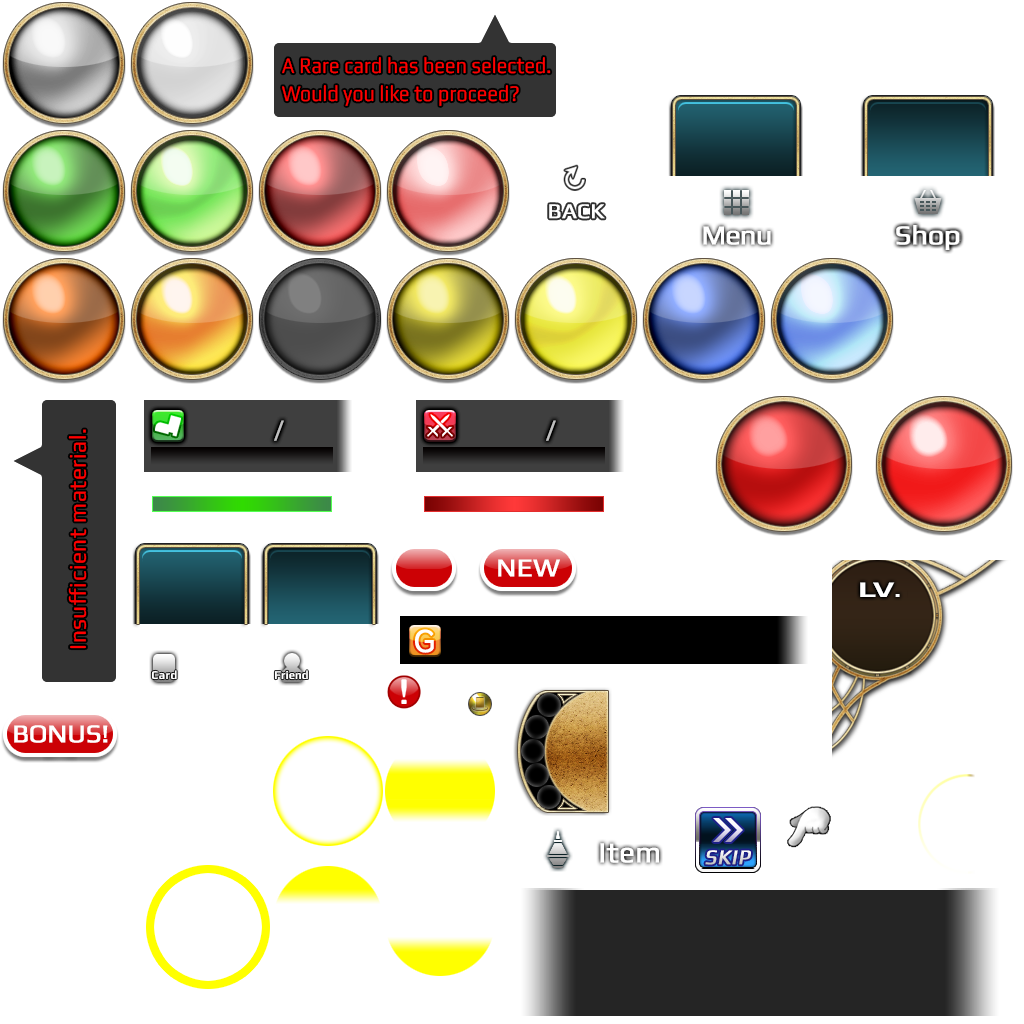 A Rare card has been selected.
Would you like to proceed?
BACK
Menu
Shop
Insufficient material.
/
/
NEW
LV.
G
Card
Friend
!
BONUS!
Item
SKIP